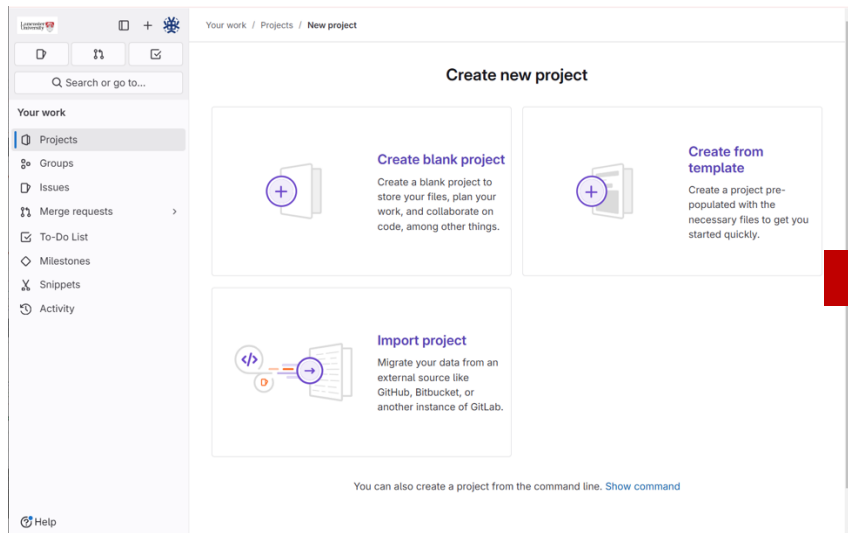 Lancaster
University
Your work / Projects / New project
Search or go to...
Your work
Projects
Groups
Issues
Merge requests
To-Do List
Milestones
Snippets
Activity
Help
Create new project
Create blank project
Create a blank project to
store your files, plan your
work, and collaborate on
code, among other things.
Create from
template
Create a project pre-
populated with the
necessary files to get you
started quickly.
Import project
Migrate your data from an
external source like
GitHub, Bitbucket, or
another instance of GitLab.
You can also create a project from the command line. Show command